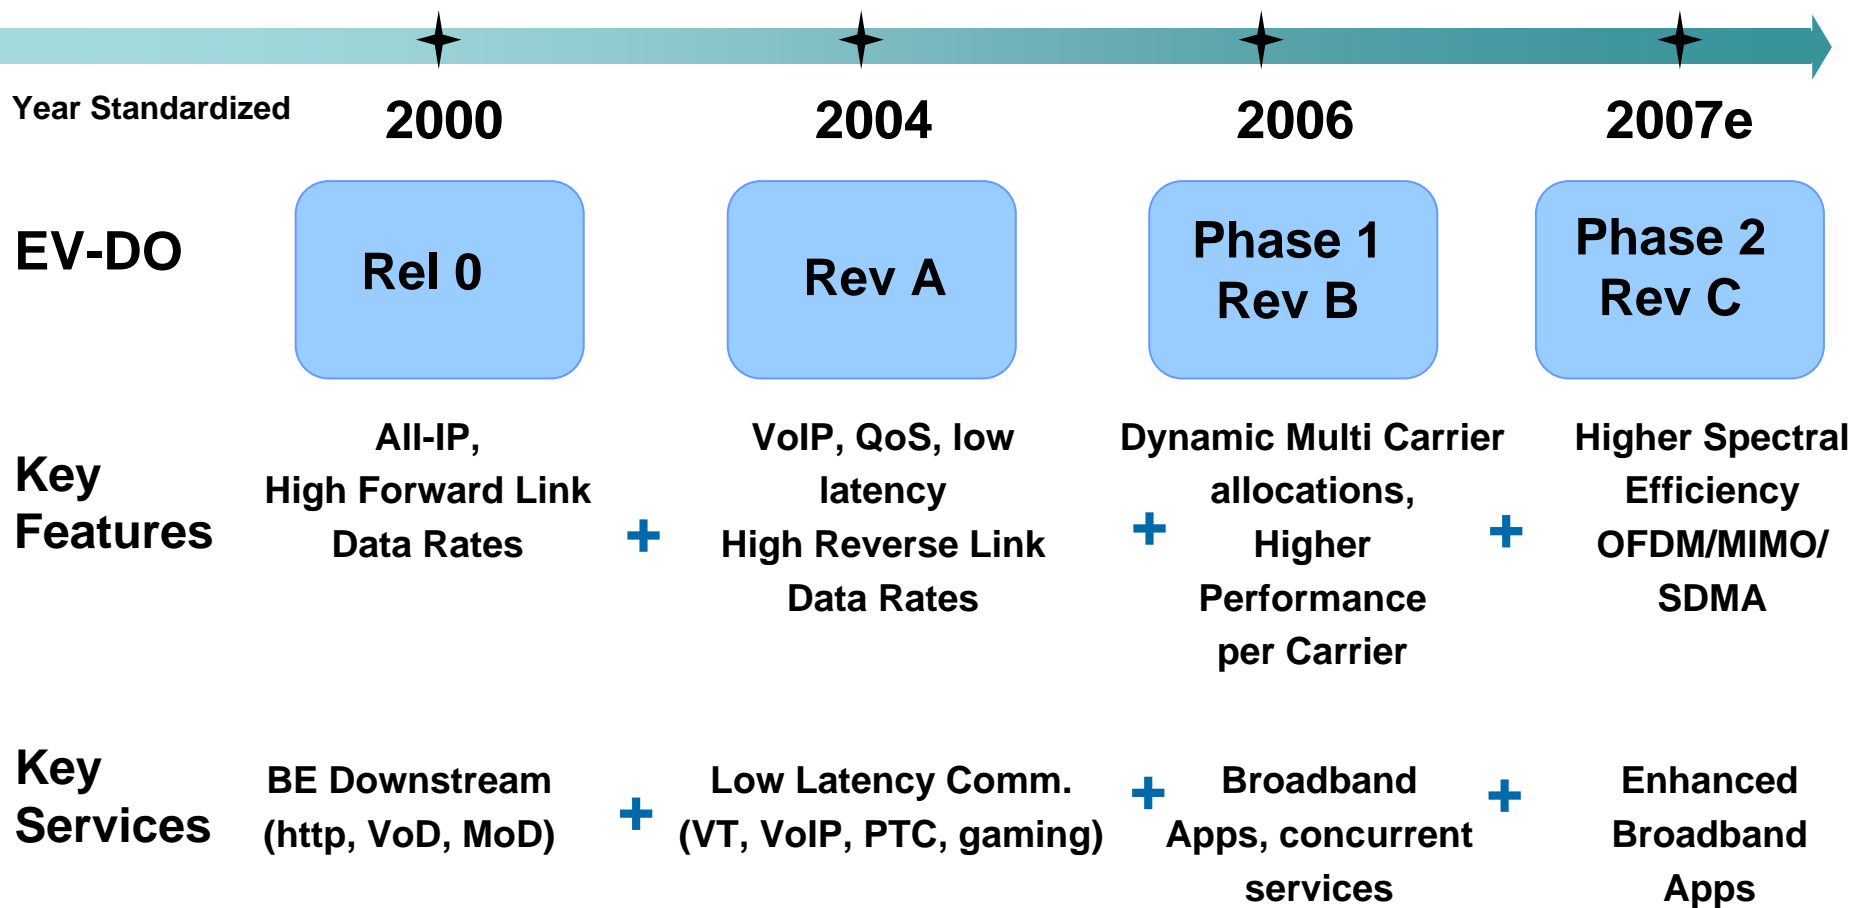 Year Standardized
2000
2004
2006
2007e
EV-DO
Rel 0
Rev A
Phase 1
Rev B
Phase 2
Rev C
Key
Features
All-IP,
High Forward Link
Data Rates
+
VoIP, QoS, low
latency
High Reverse Link
Data Rates
+
Dynamic Multi Carrier
allocations,
Higher
Performance
per Carrier
+
Higher Spectral
Efficiency
OFDM/MIMO/
SDMA
Key
Services
BE Downstream
(http, VoD, MoD)
+
Low Latency Comm.
(VT, VoIP, PTC, gaming)
+
Broadband
Apps, concurrent
services
+
Enhanced
Broadband
Apps